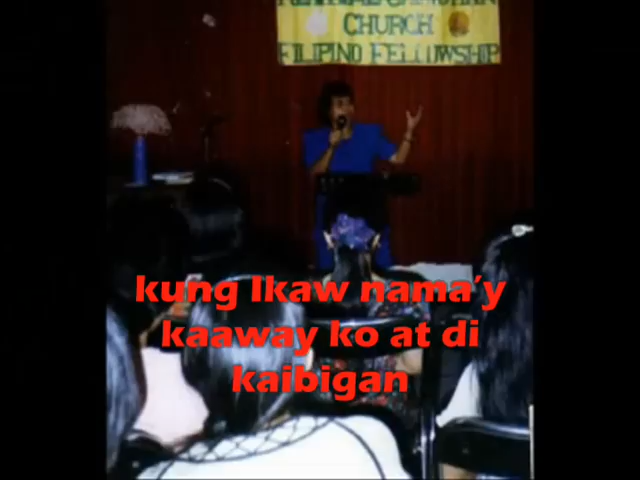 CHURCH
FILIPINO FELLOWSHIP
kung Ikaw nama'y
kaaway ko at di
kaibigan